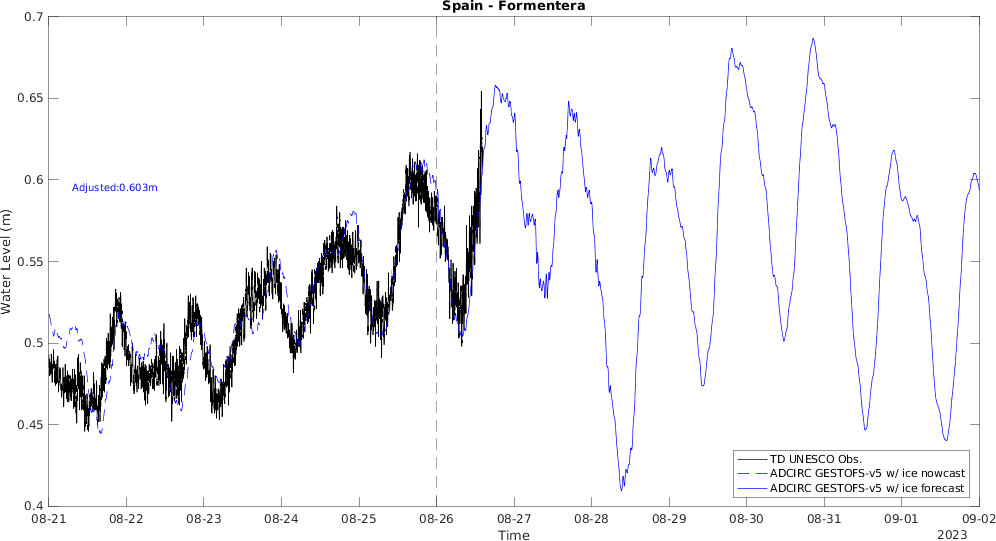 Spain - Formentera
0.7
0.65
0.6
0.55
0.5
0.45
0.4
Water Level (m)
Adjusted:0.603m
TD UNESCO Obs.
ADCIRC GESTOFS-v5 w/ ice nowcast
ADCIRC GESTOFS-v5 w/ ice forecast
08-21 08-22 08-23 08-24 08-25 08-26 08-27 08-28 08-29 08-30 08-31 09-01 09-02
Time
2023